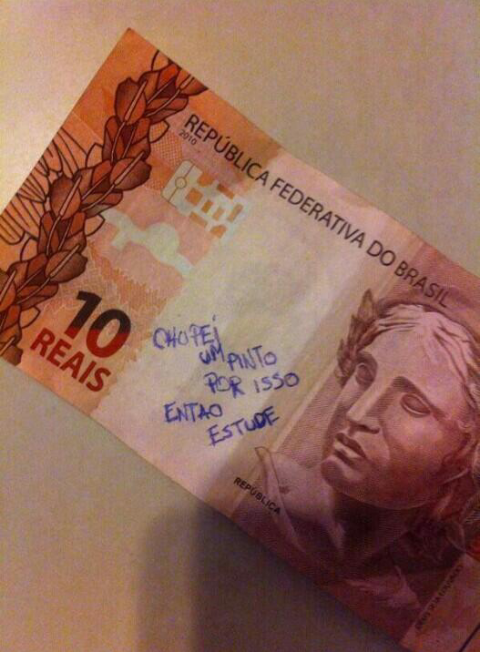 REPÚBLICA FEDERATIVA DO BRASIL
2010
10
REAIS
CHUPEI
UM PINTO
POR ISSO
ENTAO
ESTUDE
REPÚBLICA